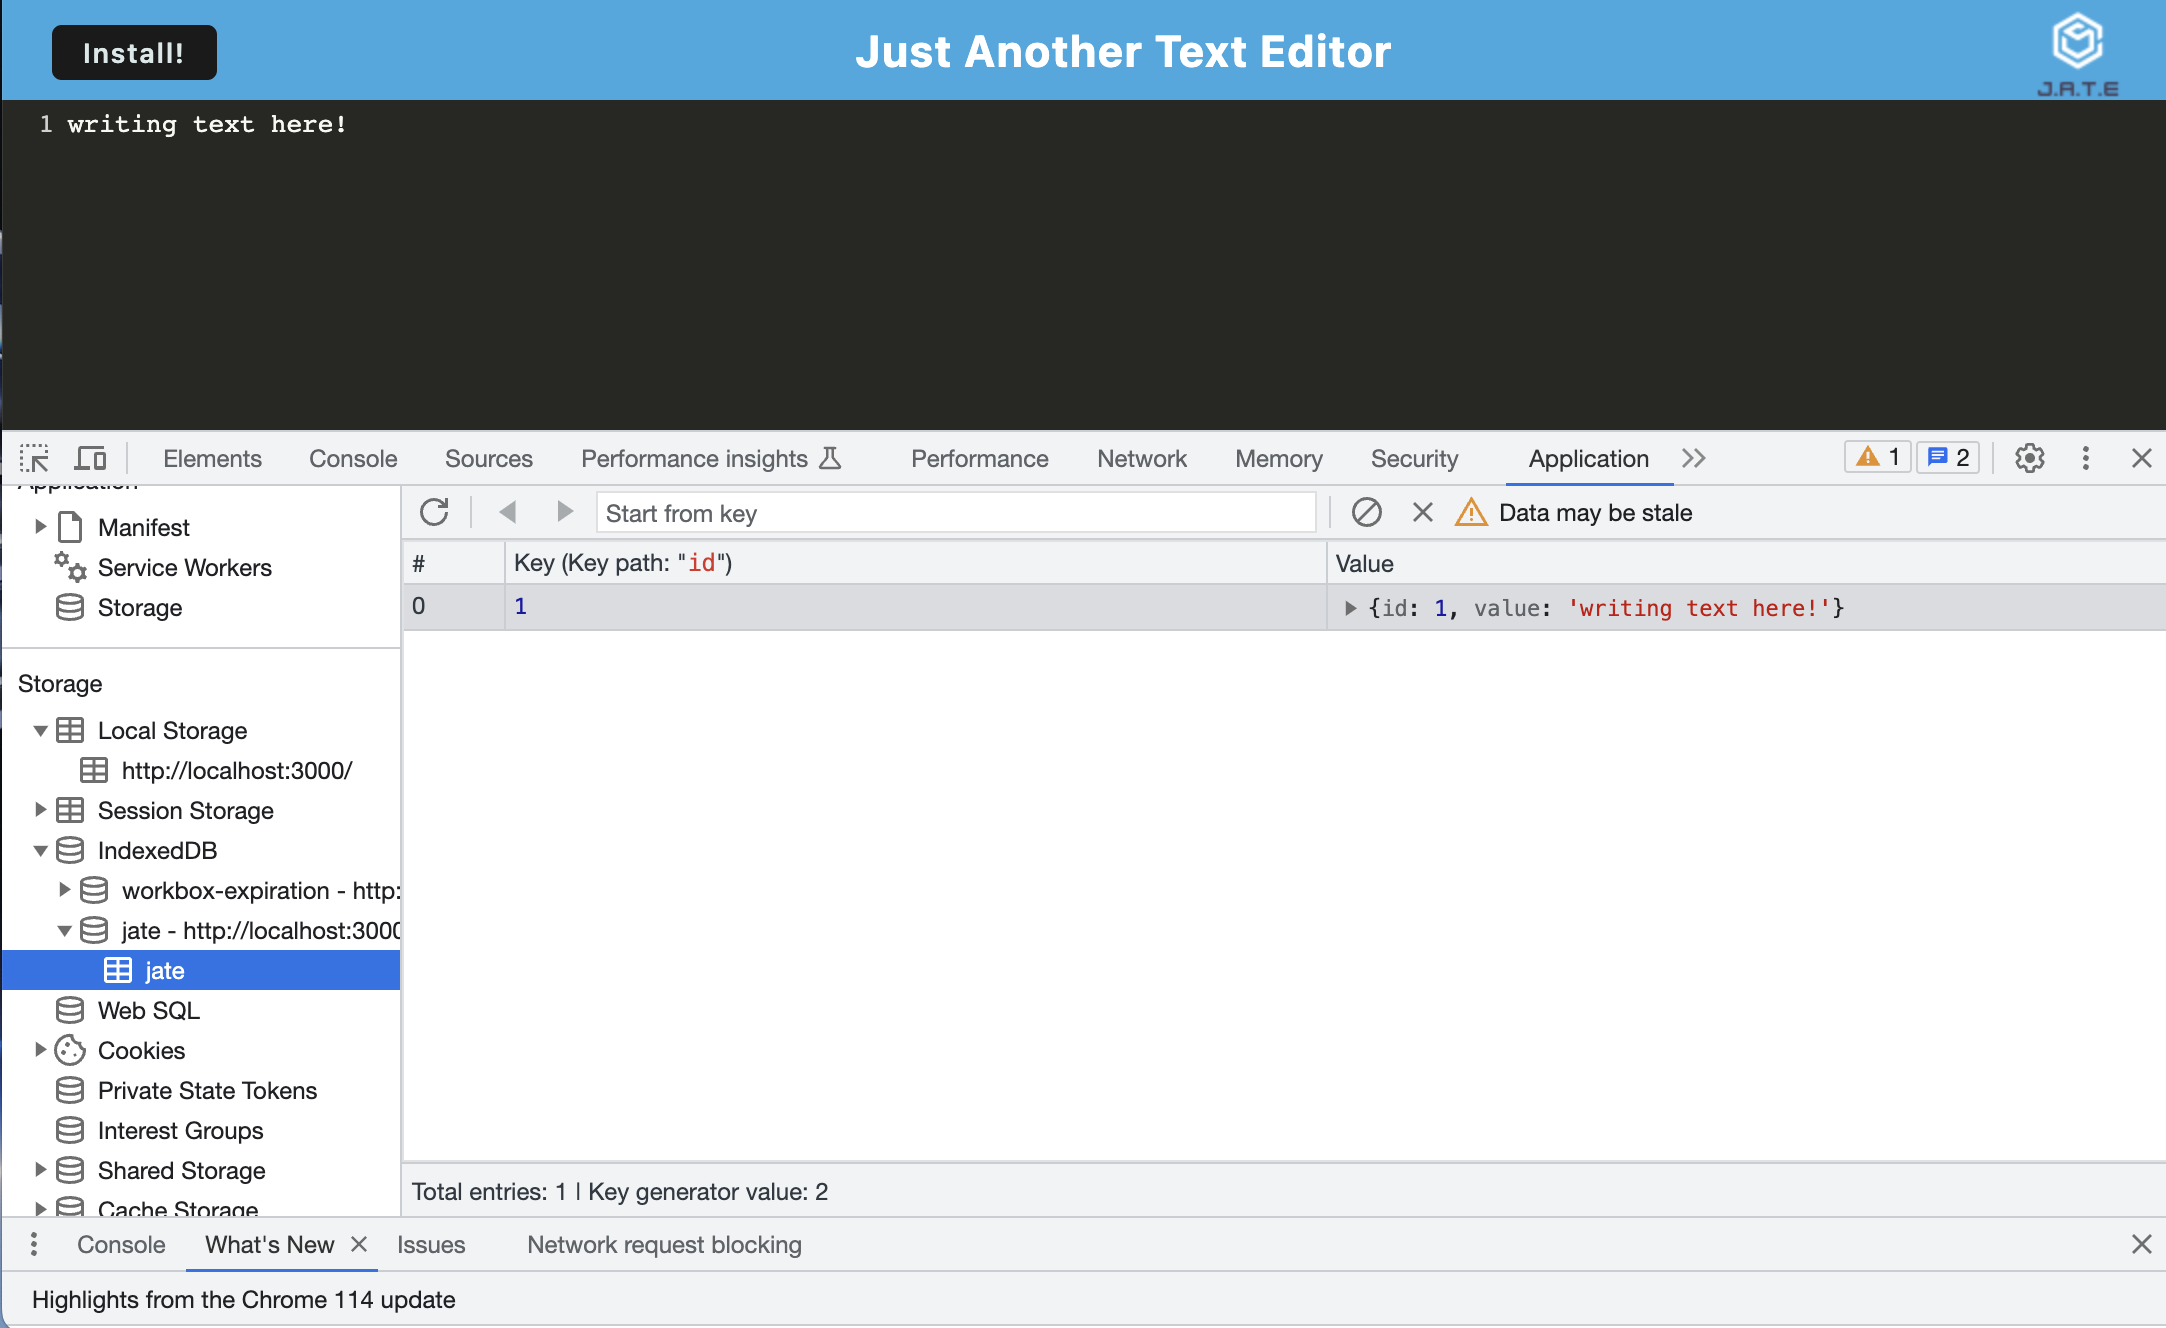 Install!
Just Another Text Editor
J.A.T.E
1 writing text here!
Elements Console Sources Performance insights Performance Network Memory Security Application 1 2
Application
Manifest
Service Workers
Storage
Storage
Local Storage
http://localhost:3000/
Session Storage
IndexedDB
workbox-expiration - http:
jate - http://localhost:3000
jate
Web SQL
Cookies
Private State Tokens
Interest Groups
Shared Storage
Cache Storage
Start from key Data may be stale
# Key (Key path: "id") Value
0 1 {id: 1, value: 'writing text here!'}
Total entries: 1 | Key generator value: 2
Console What's New Issues Network request blocking
Highlights from the Chrome 114 update